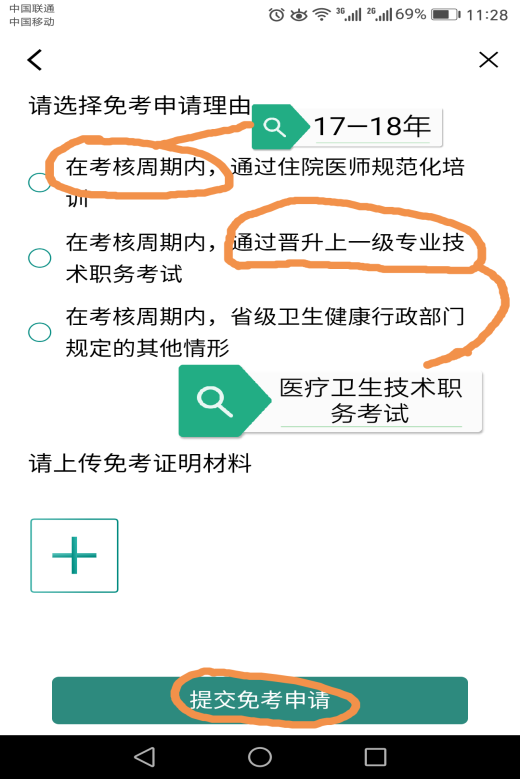 中国联通
中国移动
3G 2G 69% 11:28
请选择免考申请理由
17—18年
在考核周期内，通过住院医师规范化培
训
在考核周期内，通过晋升上一级专业技
术职务考试
在考核周期内，省级卫生健康行政部门
规定的其他情形
医疗卫生技术职
务考试
请上传免考证明材料
提交免考申请